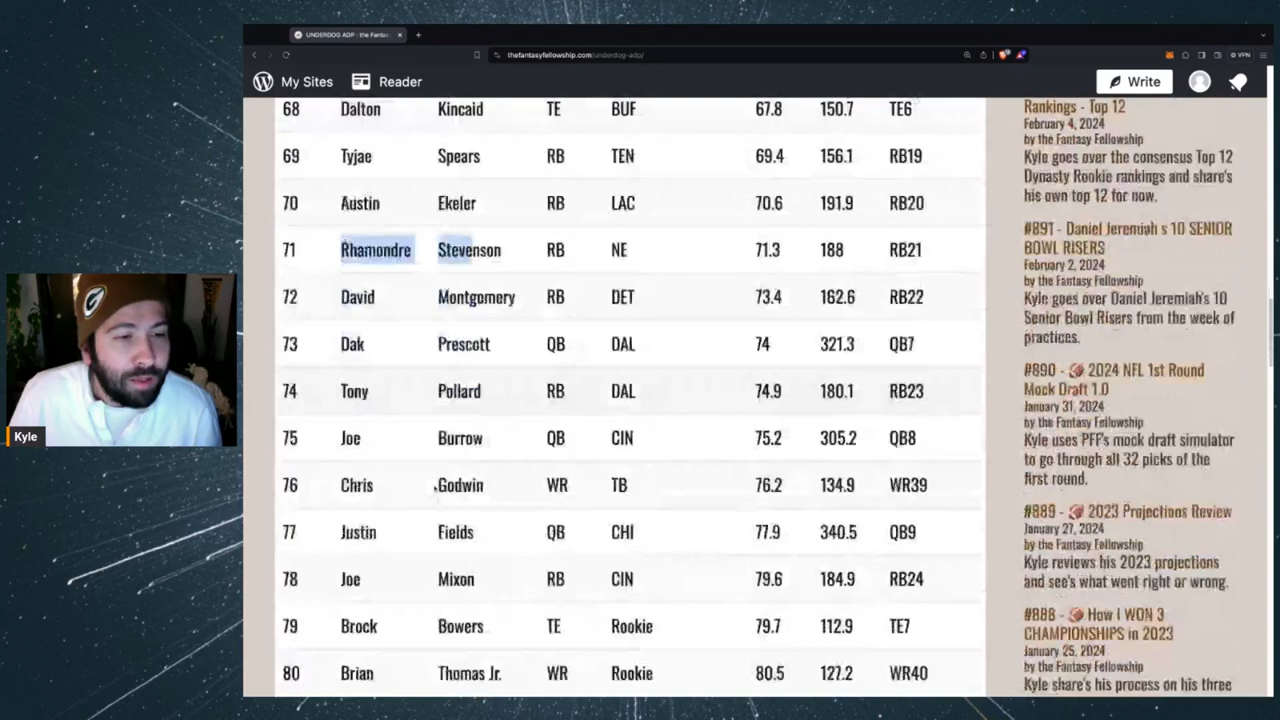 UNDERDOG ADP : the Fantas
thefantasyfellowship.com/underdog-adp/
VPN
My Sites
Reader
Write
68 Dalton Kincaid TE BUF 67.8 150.7 TE6
69 Tyjae Spears RB TEN 69.4 156.1 RB19
70 Austin Ekeler RB LAC 70.6 191.9 RB20
71 Rhamondre Stevenson RB NE 71.3 188 RB21
72 David Montgomery RB DET 73.4 162.6 RB22
73 Dak Prescott QB DAL 74 321.3 QB7
74 Tony Pollard RB DAL 74.9 180.1 RB23
75 Joe Burrow QB CIN 75.2 305.2 QB8
76 Chris Godwin WR TB 76.2 134.9 WR39
77 Justin Fields QB CHI 77.9 340.5 QB9
78 Joe Mixon RB CIN 79.6 184.9 RB24
79 Brock Bowers TE Rookie 79.7 112.9 TE7
80 Brian Thomas Jr. WR Rookie 80.5 127.2 WR40
Rankings - Top 12
February 4, 2024
by the Fantasy Fellowship
Kyle goes over the consensus Top 12
Dynasty Rookie rankings and share's
his own top 12 for now.
#891 - Daniel Jeremiah s 10 SENIOR
BOWL RISERS
February 2, 2024
by the Fantasy Fellowship
Kyle goes over Daniel Jeremiah's 10
Senior Bowl Risers from the week of
practices.
#890 - 🏈 2024 NFL 1st Round
Mock Draft 1.0
January 31, 2024
by the Fantasy Fellowship
Kyle uses PFF's mock draft simulator
to go through all 32 picks of the
first round.
#889 - 🏈 2023 Projections Review
January 27, 2024
by the Fantasy Fellowship
Kyle reviews his 2023 projections
and see's what went right or wrong.
#888 - 🏈 How I WON 3
CHAMPIONSHIPS in 2023
January 25, 2024
by the Fantasy Fellowship
Kyle share's his process on his three
Kyle